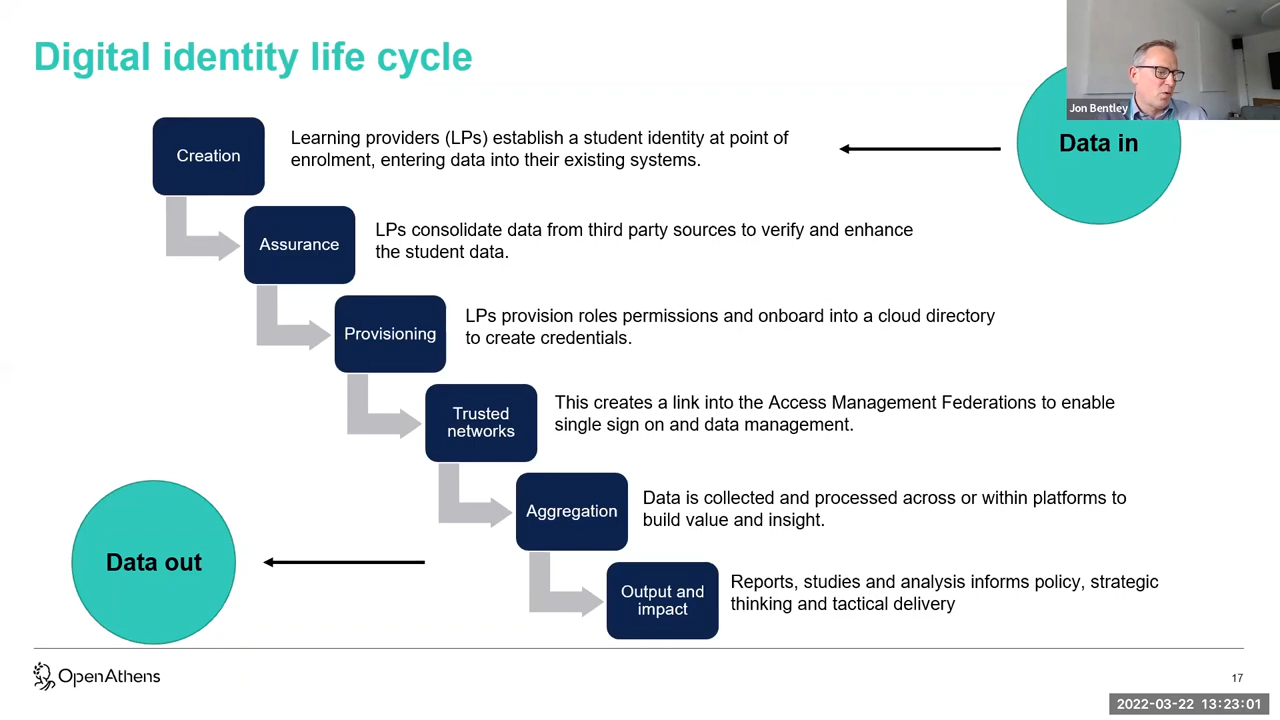 Digital identity life cycle
Jon Bentley
Data in
Creation
Learning providers (LPs) establish a student identity at point of
enrolment, entering data into their existing systems.
Assurance
LPs consolidate data from third party sources to verify and enhance
the student data.
Provisioning
LPs provision roles permissions and onboard into a cloud directory
to create credentials.
Trusted
networks
This creates a link into the Access Management Federations to enable
single sign on and data management.
Aggregation
Data is collected and processed across or within platforms to
build value and insight.
Data out
Output and
impact
Reports, studies and analysis informs policy, strategic
thinking and tactical delivery
OpenAthens
17
2022-03-22 13:23:01